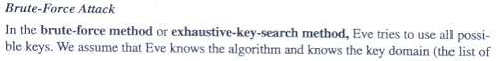 Brute-Force Attack
In the brute-force method or exhaustive-key-search method, Eve tries to use all possi-
ble keys. We assume that Eve knows the algorithm and knows the key domain (the list of